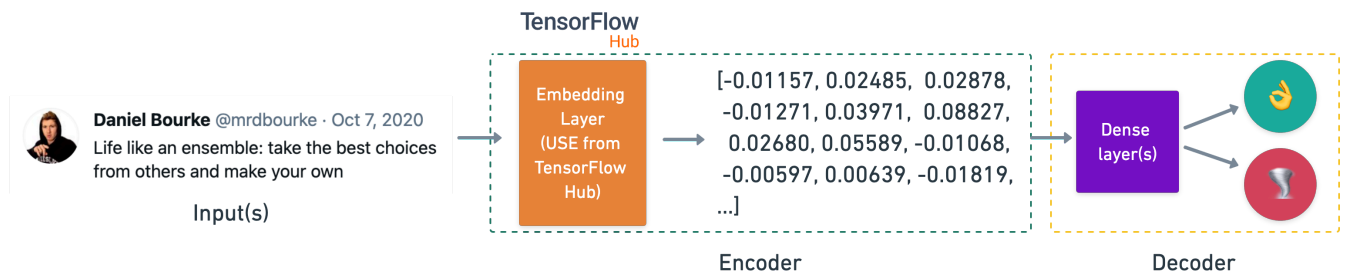 TensorFlow
Hub
Daniel Bourke @mrdbourke · Oct 7, 2020
Life like an ensemble: take the best choices
from others and make your own
Input(s)
Embedding
Layer
(USE from
TensorFlow
Hub)
[-0.01157, 0.02485, 0.02878,
-0.01271, 0.03971, 0.08827,
0.02680, 0.05589, -0.01068,
-0.00597, 0.00639, -0.01819,
...]
Encoder
Dense
layer(s)
Decoder